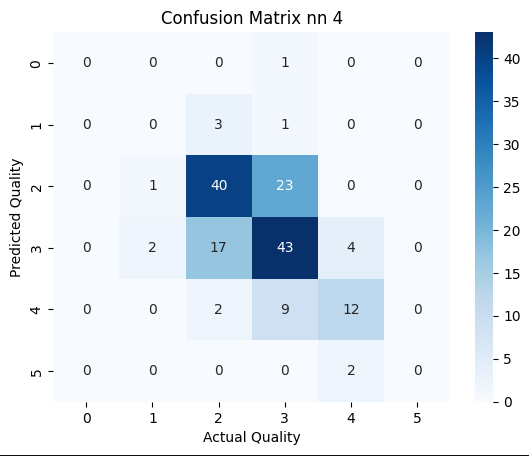 Confusion Matrix nn 4
0 0 0 0 1 0 0
1 0 0 3 1 0 0
2 0 1 40 23 0 0
3 0 2 17 43 4 0
4 0 0 2 9 12 0
5 0 0 0 0 2 0
0 1 2 3 4 5
Predicted Quality
Actual Quality
40
35
30
25
20
15
10
5
0